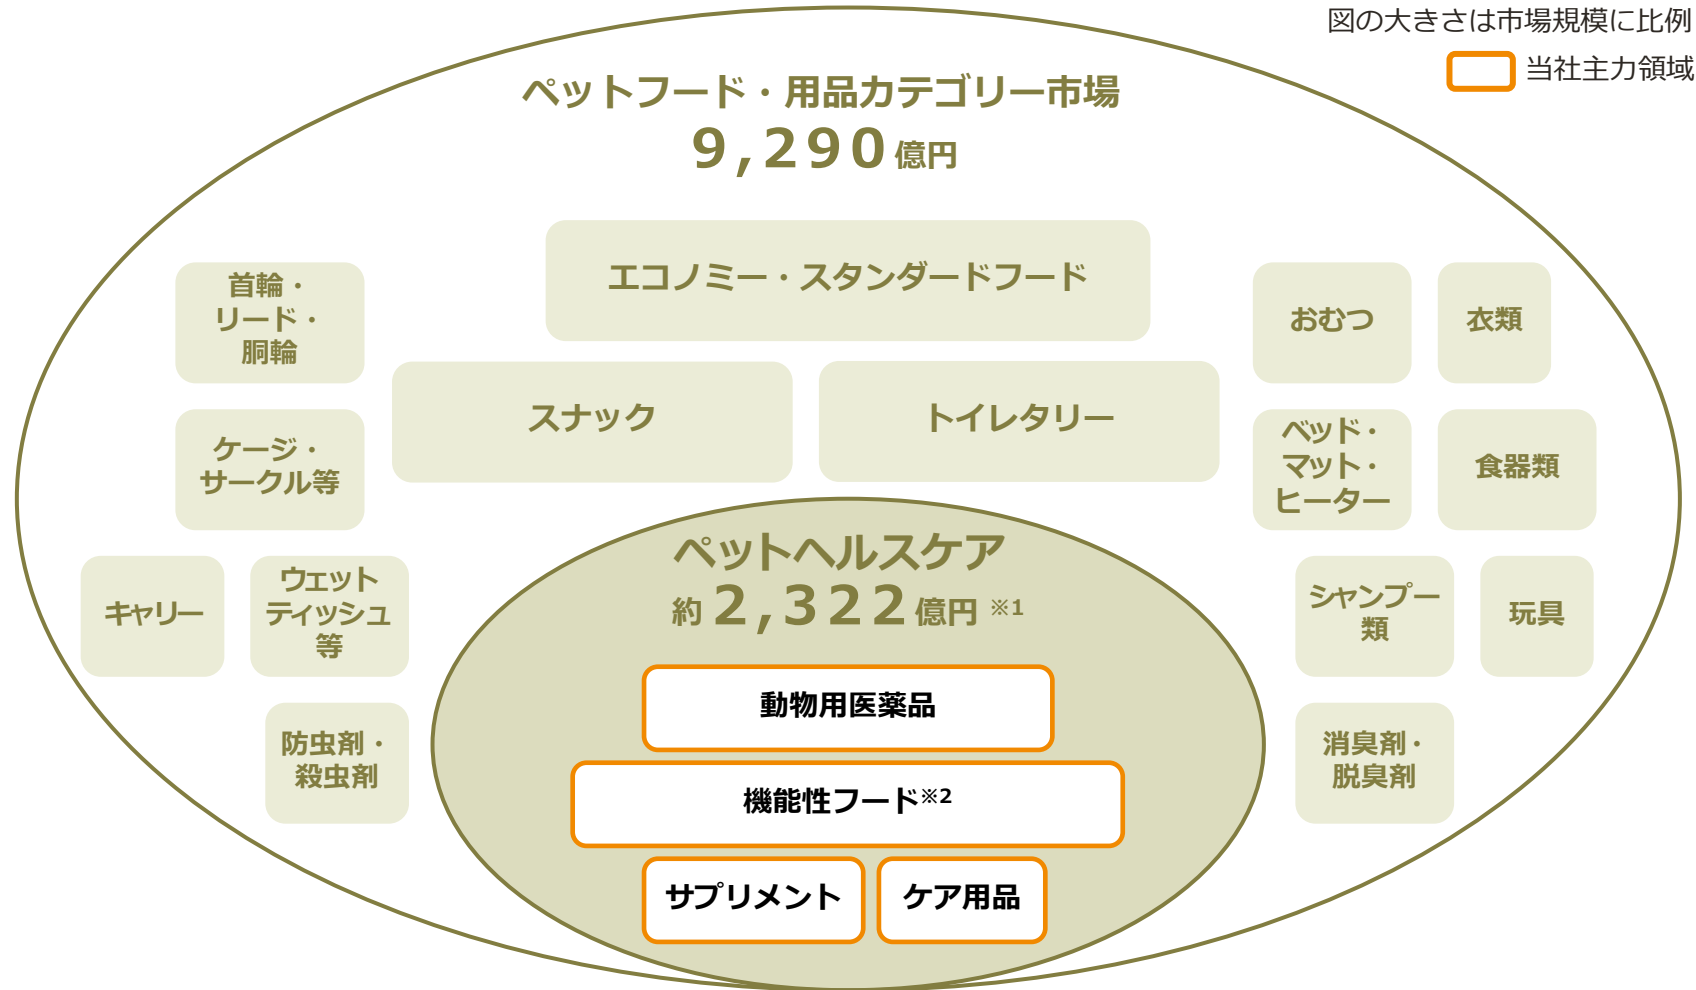 図の大きさは市場規模に比例
当社主力領域
ペットフード・用品カテゴリー市場
9,290億円
エコノミー・スタンダードフード
首輪・
リード・
胴輪
おむつ
衣類
スナック
トイレタリー
ケージ・
サークル等
ベッド・
マット・
ヒーター
食器類
ペットヘルスケア
約2,322億円 ※1
キャリー
ウェット
ティッシュ
等
シャンプー
類
玩具
動物用医薬品
防虫剤・
殺虫剤
消臭剤・
脱臭剤
機能性フード※2
サプリメント
ケア用品